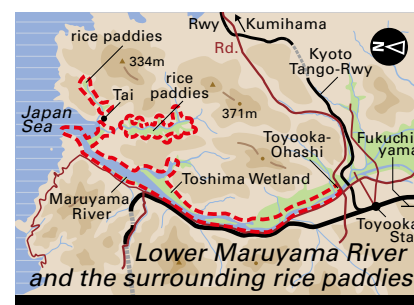 Rwy
Kumihama
rice paddies
Rd.
N
334m
Kyoto
Tango-Rwy
Tai
rice
paddies
Japan
Sea
371m
Toyooka-
Ohashi
Fukuchi
yama
Toshima Wetland
Maruyama
River
Toyooka
Sta
Lower Maruyama River
and the surrounding rice paddies